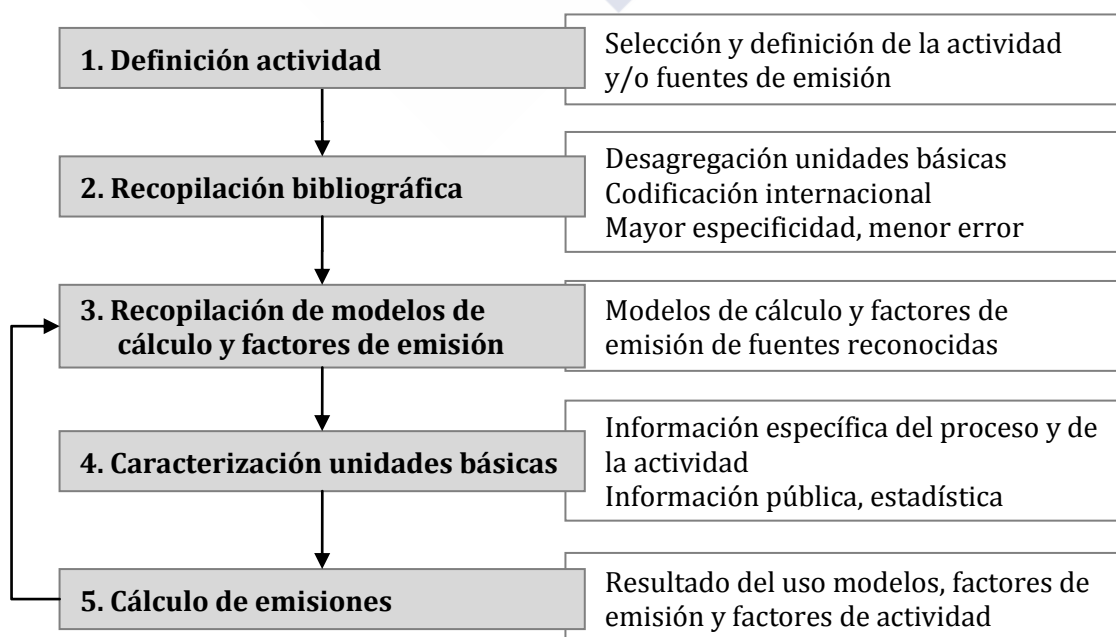 1. Definición actividad
Selección y definición de la actividad
y/o fuentes de emisión
2. Recopilación bibliográfica
Desagregación unidades básicas
Codificación internacional
Mayor especificidad, menor error
3. Recopilación de modelos de
cálculo y factores de emisión
Modelos de cálculo y factores de
emisión de fuentes reconocidas
4. Caracterización unidades básicas
Información específica del proceso y de
la actividad
Información pública, estadística
5. Cálculo de emisiones
Resultado del uso modelos, factores de
emisión y factores de actividad